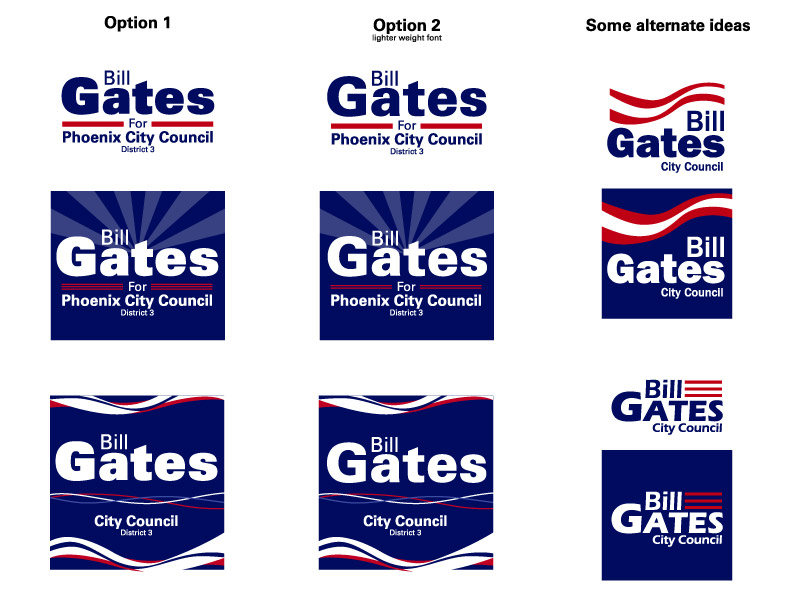 Option 1
Bill
Gates
For
Phoenix City Council
District 3
Bill
Gates
For
Phoenix City Council
District 3
Bill
Gates
City Council
District 3
Option 2
lighter weight font
Bill
Gates
For
Phoenix City Council
District 3
Bill
Gates
For
Phoenix City Council
District 3
Bill
Gates
City Council
District 3
Some alternate ideas
Bill
Gates
City Council
Bill
Gates
City Council
Bill
GATES
City Council
Bill
GATES
City Council